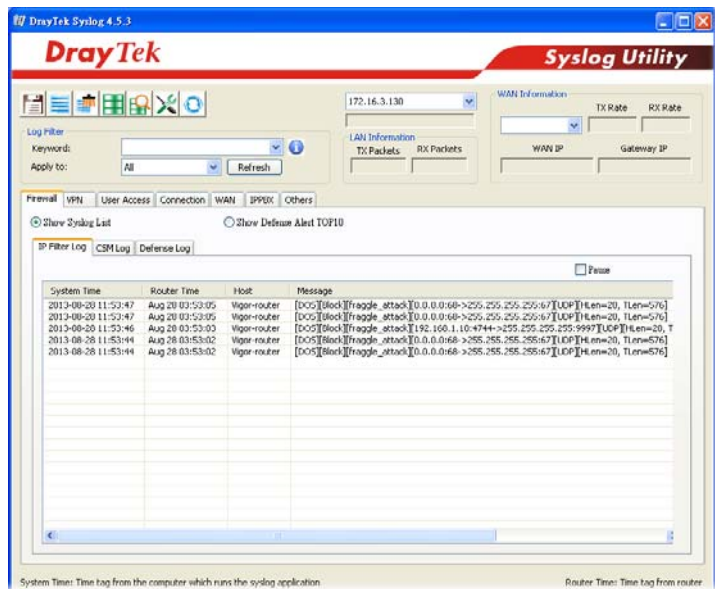 DrayTek Syslog 4.5.3
DrayTek
Syslog Utility
172.16.3.130
WAN Information
TX Rate RX Rate
Log Filter
Keyword:
LAN Information
TX Packets RX Packets
WAN IP Gateway IP
Apply to: All Refresh
Firewall VPN User Access Connection WAN IPPBX Others
Show Syslog List Show Defense Alert TOP10
IP Filter Log CSM Log Defense Log
Pause
System Time Router Time Host Message
2013-08-28 11:53:47 Aug 28 03:53:05 Vigor-router [DOS][Block][fraggle_attack][0.0.0.0:68->255.255.255.255:67][UDP][HLen=20, TLen=576]
2013-08-28 11:53:47 Aug 28 03:53:05 Vigor-router [DOS][Block][fraggle_attack][0.0.0.0:68->255.255.255.255:67][UDP][HLen=20, TLen=576]
2013-08-28 11:53:46 Aug 28 03:53:03 Vigor-router [DOS][Block][fraggle_attack][192.168.1.10:4744->255.255.255.255:9997][UDP][HLen=20, T
2013-08-28 11:53:44 Aug 28 03:53:02 Vigor-router [DOS][Block][fraggle_attack][0.0.0.0:68->255.255.255.255:67][UDP][HLen=20, TLen=576]
2013-08-28 11:53:44 Aug 28 03:53:02 Vigor-router [DOS][Block][fraggle_attack][0.0.0.0:68->255.255.255.255:67][UDP][HLen=20, TLen=576]
System Time: Time tag from the computer which runs the syslog application Router Time: Time tag from router